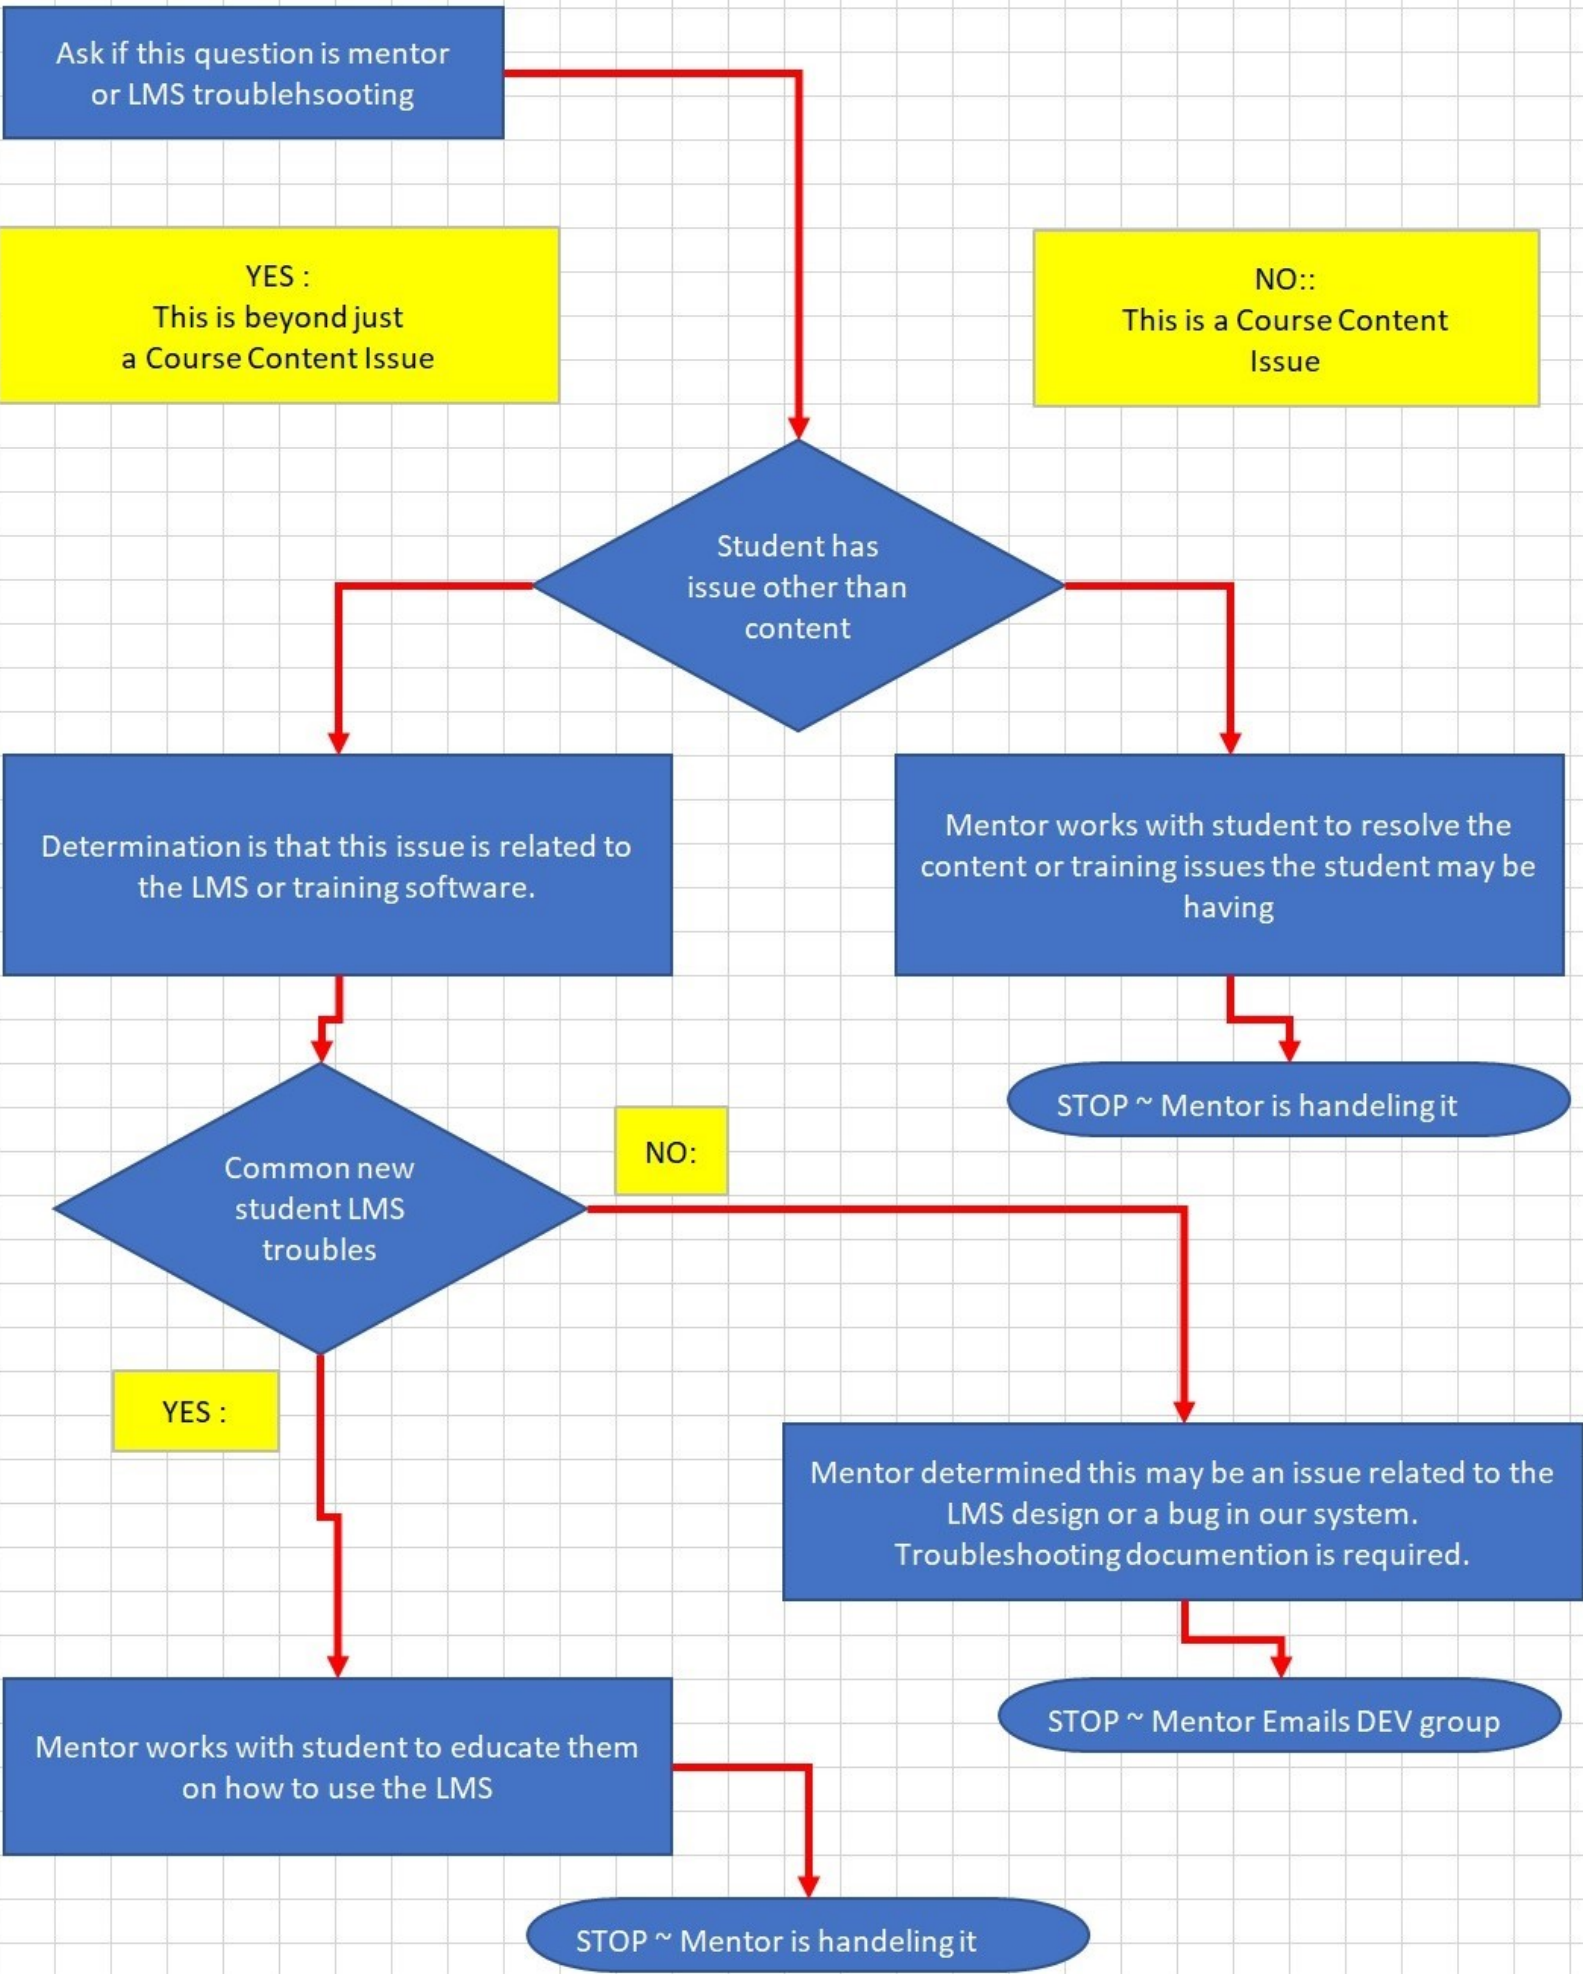 Ask if this question is mentor
or LMS troublehsooting
YES :
This is beyond just
a Course Content Issue
NO::
This is a Course Content
Issue
Student has
issue other than
content
Determination is that this issue is related to
the LMS or training software.
Mentor works with student to resolve the
content or training issues the student may be
having
STOP ~ Mentor is handeling it
Common new
student LMS
troubles
NO:
YES :
Mentor determined this may be an issue related to the
LMS design or a bug in our system.
Troubleshooting documention is required.
STOP ~ Mentor Emails DEV group
Mentor works with student to educate them
on how to use the LMS
STOP ~ Mentor is handeling it